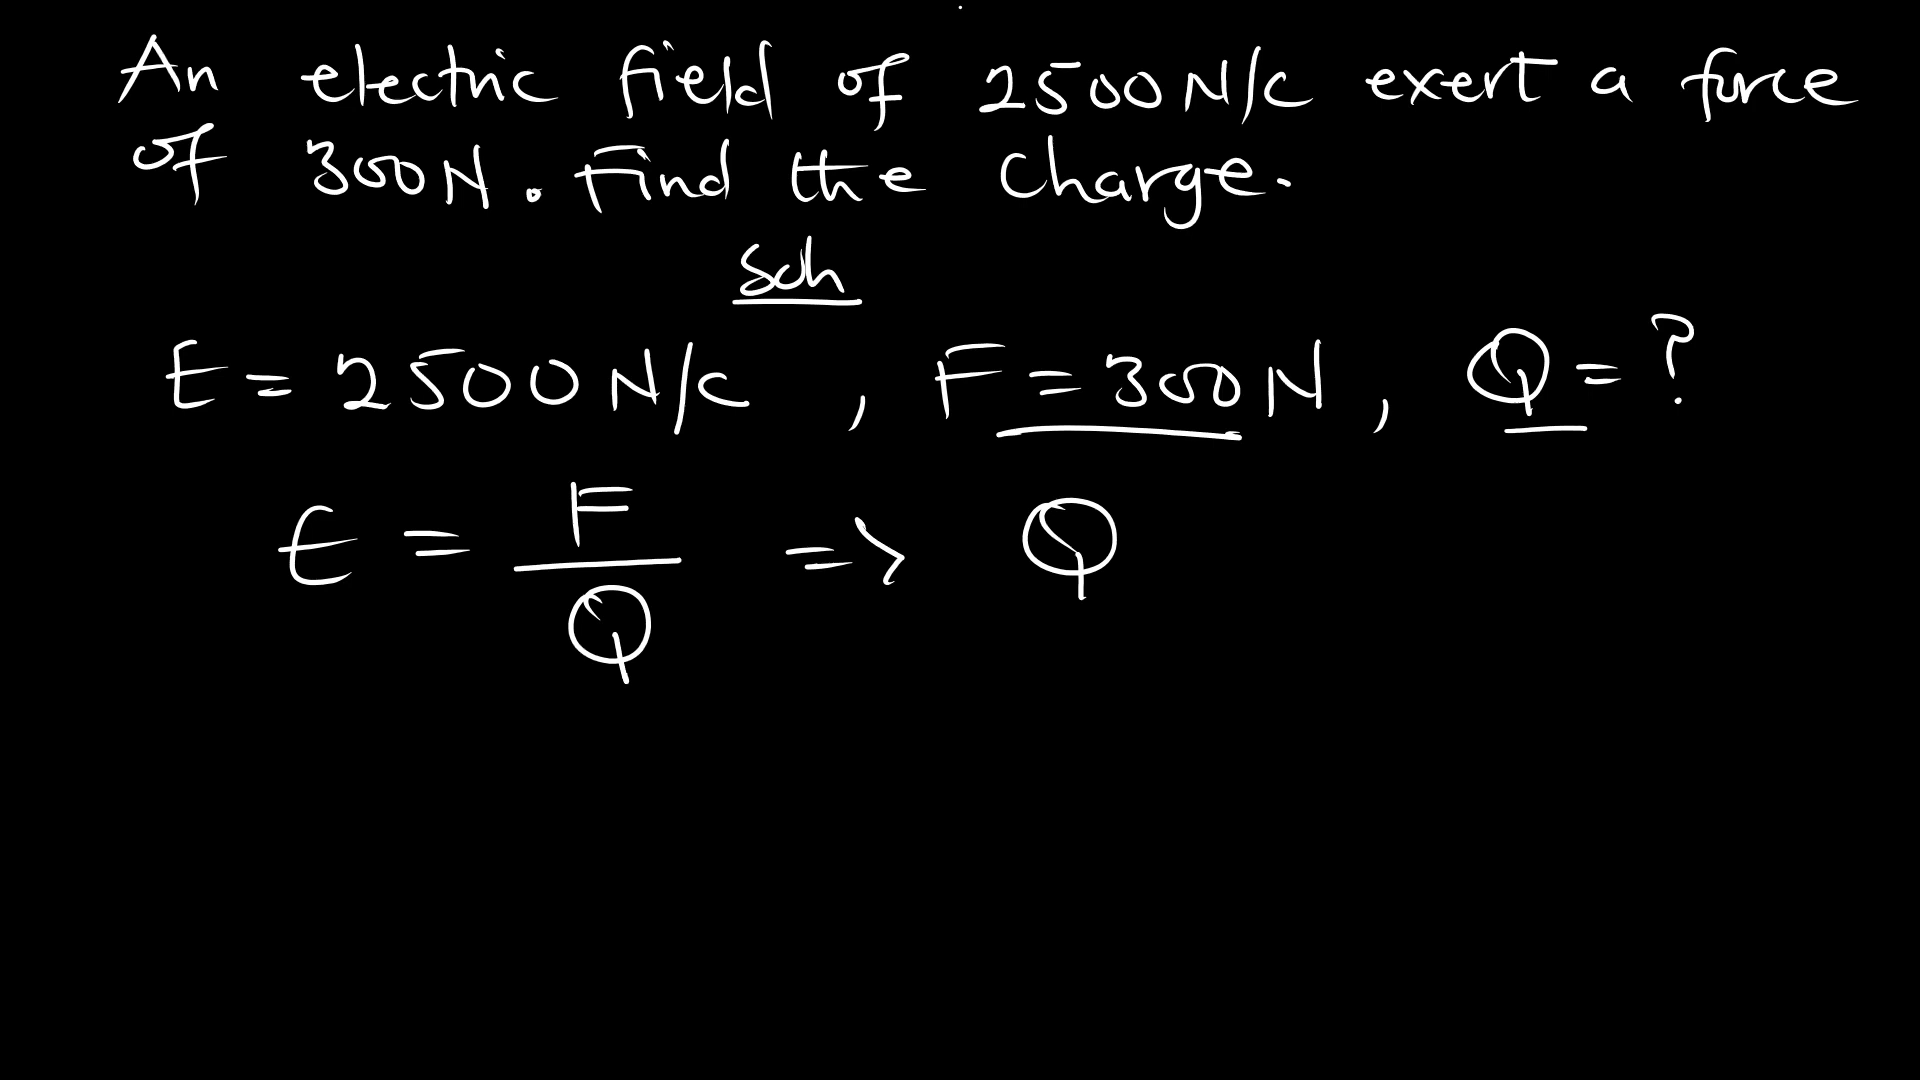 An electric field of 2500 N/C exert a force
of 300 N. Find the charge.
Soln
E = 2500 N/C , F = 300 N , Q = ?
E = F / Q => Q